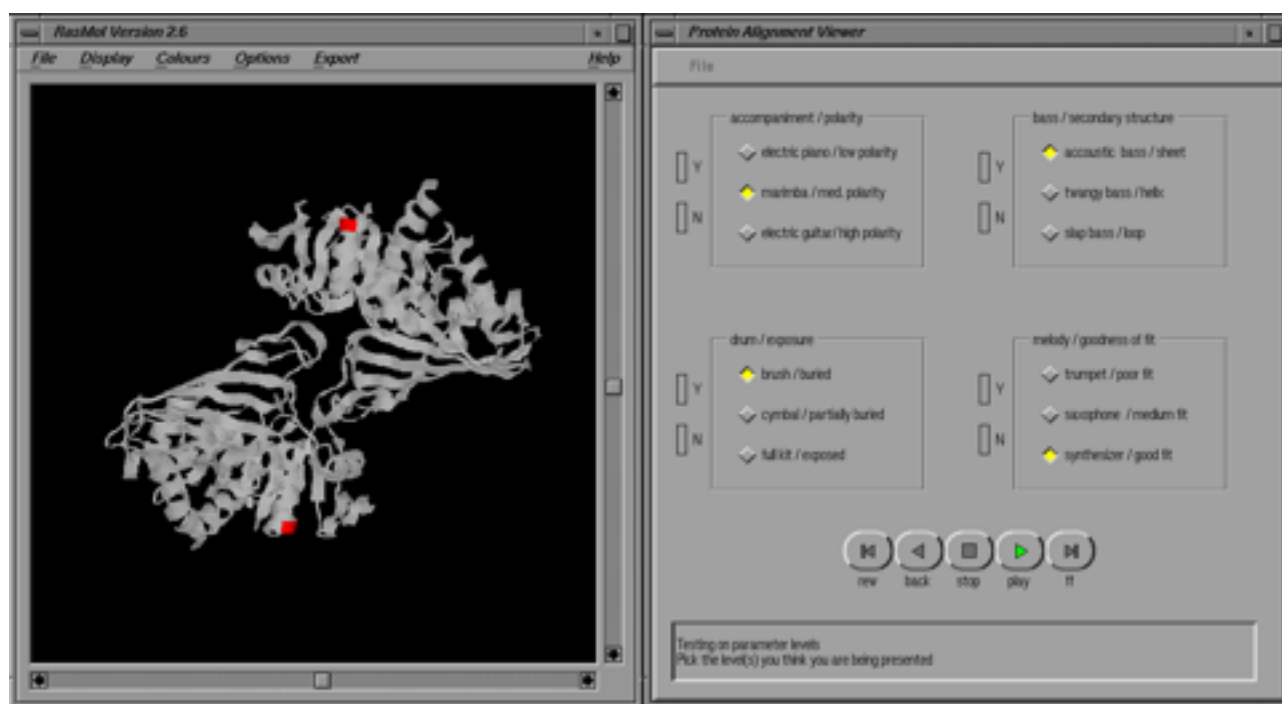 RasMol Version 2.6
File Display Colours Options Export Help
Protein Alignment Viewer
File
accompaniment / polarity
Y
N
electric piano / low polarity
marimba / med. polarity
electric guitar / high polarity
bass / secondary structure
Y
N
accoustic bass / sheet
twangy bass / helix
slap bass / loop
drum / exposure
Y
N
brush / buried
cymbal / partially buried
full kit / exposed
melody / goodness of fit
Y
N
trumpet / poor fit
saxophone / medium fit
synthesizer / good fit
rew back stop play ff
Testing on parameter levels
Pick the level(s) you think you are being presented